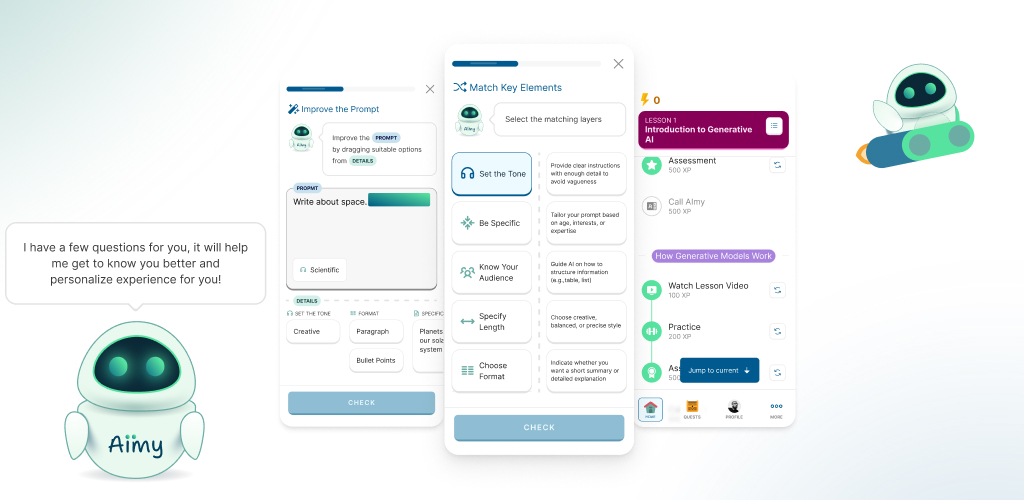 I have a few questions for you, it will help
me get to know you better and
personalize experience for you!
Aimy
Improve the Prompt
Aimy
Improve the PROMPT
by dragging suitable options
from DETAILS
PROPMT
Write about space.
Scientific
DETAILS
SET THE TONE
FORMAT
SPECIFIC
Creative
Paragraph
Planets
our sola
system
Bullet Points
CHECK
Match Key Elements
Aimy
Select the matching layers
Set the Tone
Provide clear instructions
with enough detail to
avoid vagueness
Be Specific
Tailor your prompt based
on age, interests, or
expertise
Know Your
Audience
Guide AI on how to
structure information
(e.g.,table, list)
Specify
Length
Choose creative,
balanced, or precise style
Choose
Format
Indicate whether you
want a short summary or
detailed explanation
CHECK
0
LESSON 1
Introduction to Generative
AI
Assessment
500 XP
Call AImy
500 XP
How Generative Models Work
Watch Lesson Video
100 XP
Practice
200 XP
Ass
Jump to current
HOME
QUESTS
PROFILE
MORE